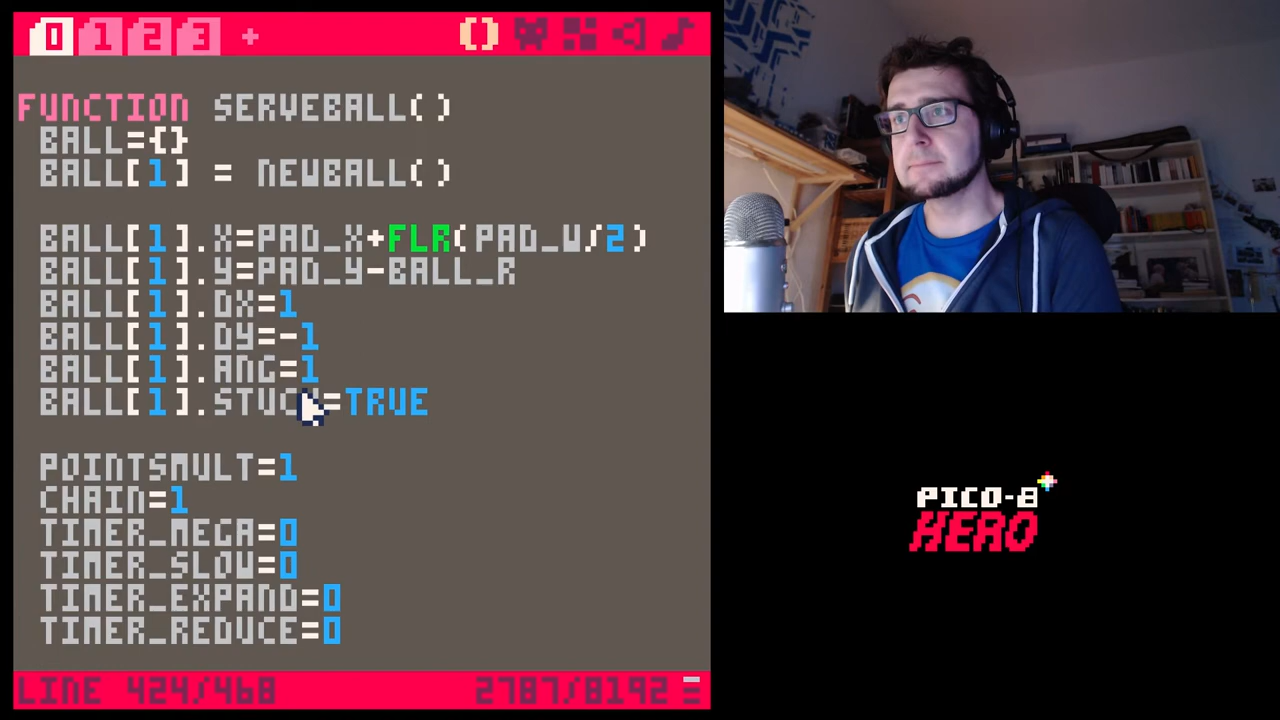 0 1 2 3 + ()
FUNCTION SERVEBALL()
BALL={}
BALL[1] = NEWBALL()
BALL[1].X=PAD_X+FLR(PAD_W/2)
BALL[1].Y=PAD_Y-BALL_R
BALL[1].DX=1
BALL[1].DY=-1
BALL[1].ANG=1
BALL[1].STUCK=TRUE
POINTSMULT=1
CHAIN=1
TIMER_MEGA=0
TIMER_SLOW=0
TIMER_EXPAND=0
TIMER_REDUCE=0
LINE 424/468 2787/8192
PICO-8
HERO